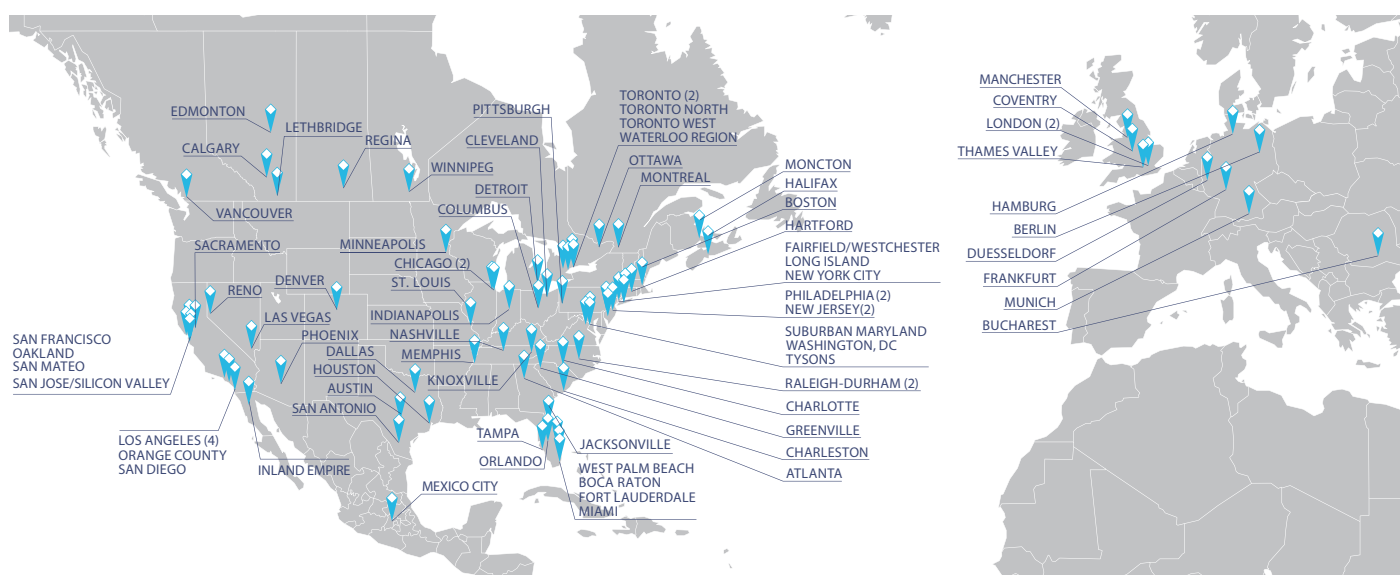 EDMONTON
LETHBRIDGE
CALGARY
REGINA
WINNIPEG
VANCOUVER
SACRAMENTO
MINNEAPOLIS
CHICAGO (2)
DENVER
ST. LOUIS
RENO
LAS VEGAS
INDIANAPOLIS
PHOENIX
NASHVILLE
DALLAS
MEMPHIS
HOUSTON
KNOXVILLE
AUSTIN
SAN ANTONIO
SAN FRANCISCO
OAKLAND
SAN MATEO
SAN JOSE/SILICON VALLEY
LOS ANGELES (4)
ORANGE COUNTY
SAN DIEGO
INLAND EMPIRE
MEXICO CITY
PITTSBURGH
CLEVELAND
DETROIT
COLUMBUS
TORONTO (2)
TORONTO NORTH
TORONTO WEST
WATERLOO REGION
OTTAWA
MONTREAL
MONCTON
HALIFAX
BOSTON
HARTFORD
FAIRFIELD/WESTCHESTER
LONG ISLAND
NEW YORK CITY
PHILADELPHIA(2)
NEW JERSEY(2)
SUBURBAN MARYLAND
WASHINGTON, DC
TYSONS
RALEIGH-DURHAM (2)
CHARLOTTE
GREENVILLE
CHARLESTON
ATLANTA
TAMPA
ORLANDO
JACKSONVILLE
WEST PALM BEACH
BOCA RATON
FORT LAUDERDALE
MIAMI
MANCHESTER
COVENTRY
LONDON (2)
THAMES VALLEY
HAMBURG
BERLIN
DUESSELDORF
FRANKFURT
MUNICH
BUCHAREST